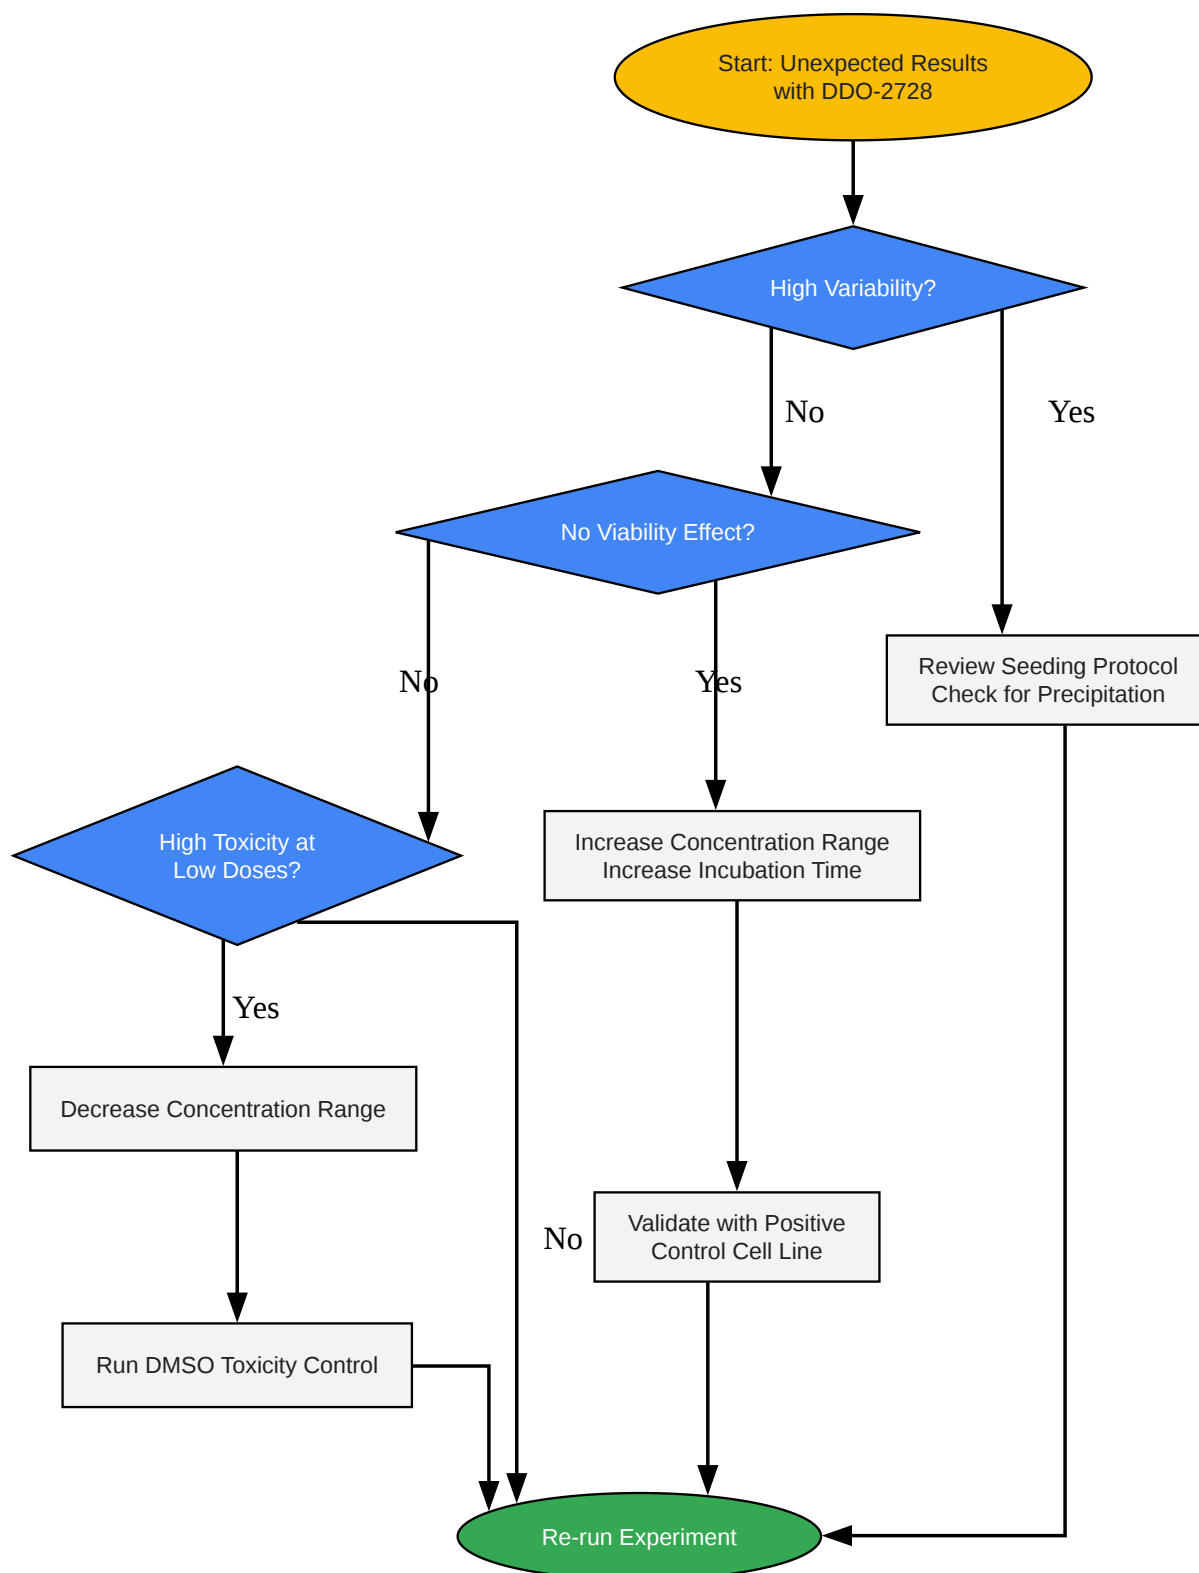 Start: Unexpected Results
with DDO-2728
High Variability?
No
Yes
No Viability Effect?
No
Yes
Review Seeding Protocol
Check for Precipitation
High Toxicity at
Low Doses?
Increase Concentration Range
Increase Incubation Time
Yes
Decrease Concentration Range
No
Validate with Positive
Control Cell Line
Run DMSO Toxicity Control
Re-run Experiment